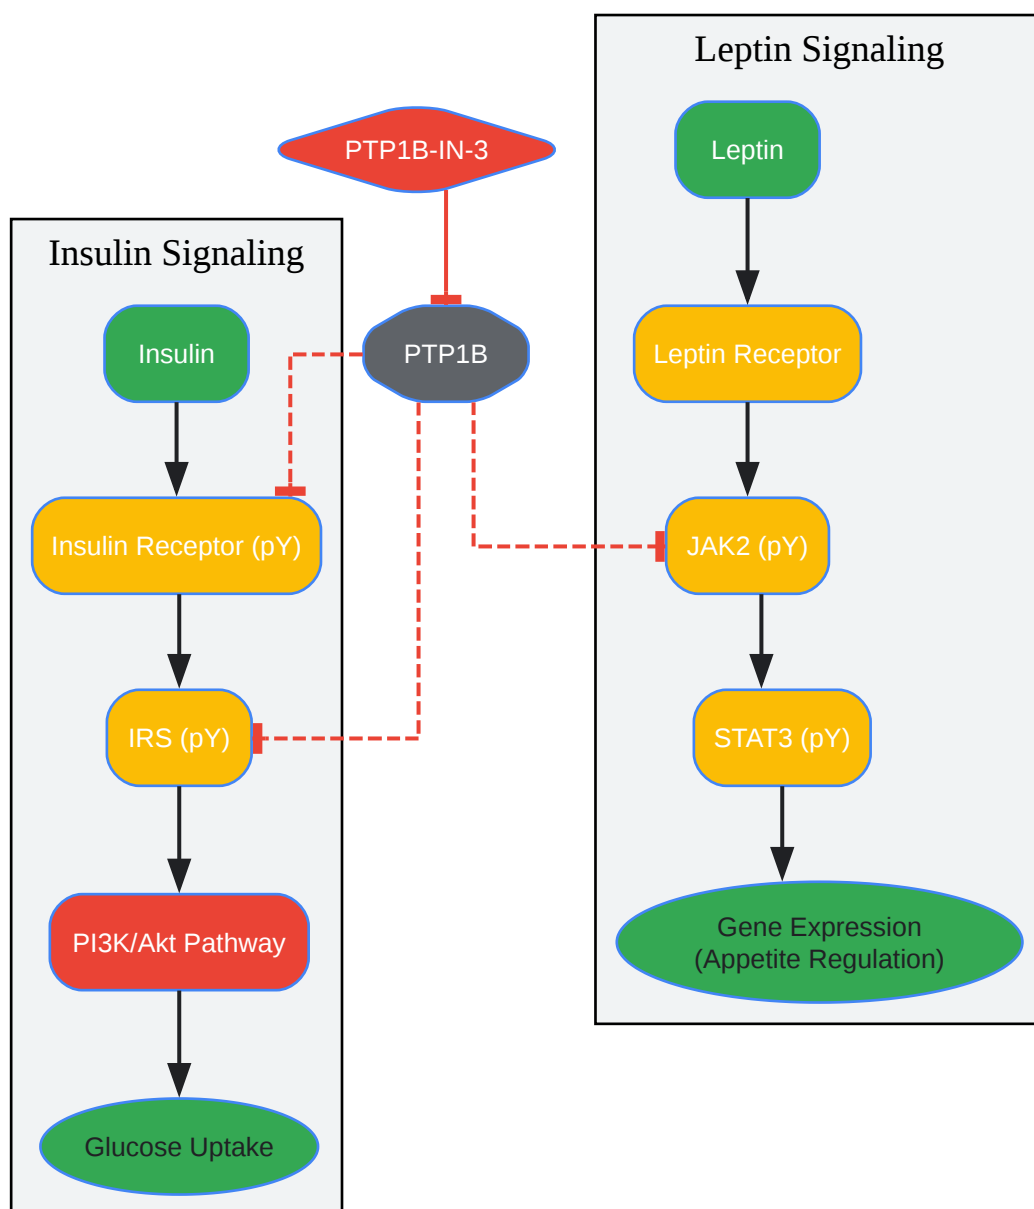 Leptin Signaling
PTP1B-IN-3
Leptin
Insulin Signaling
Insulin
PTP1B
Leptin Receptor
Insulin Receptor (pY)
JAK2 (pY)
IRS (pY)
STAT3 (pY)
PI3K/Akt Pathway
Gene Expression
(Appetite Regulation)
Glucose Uptake